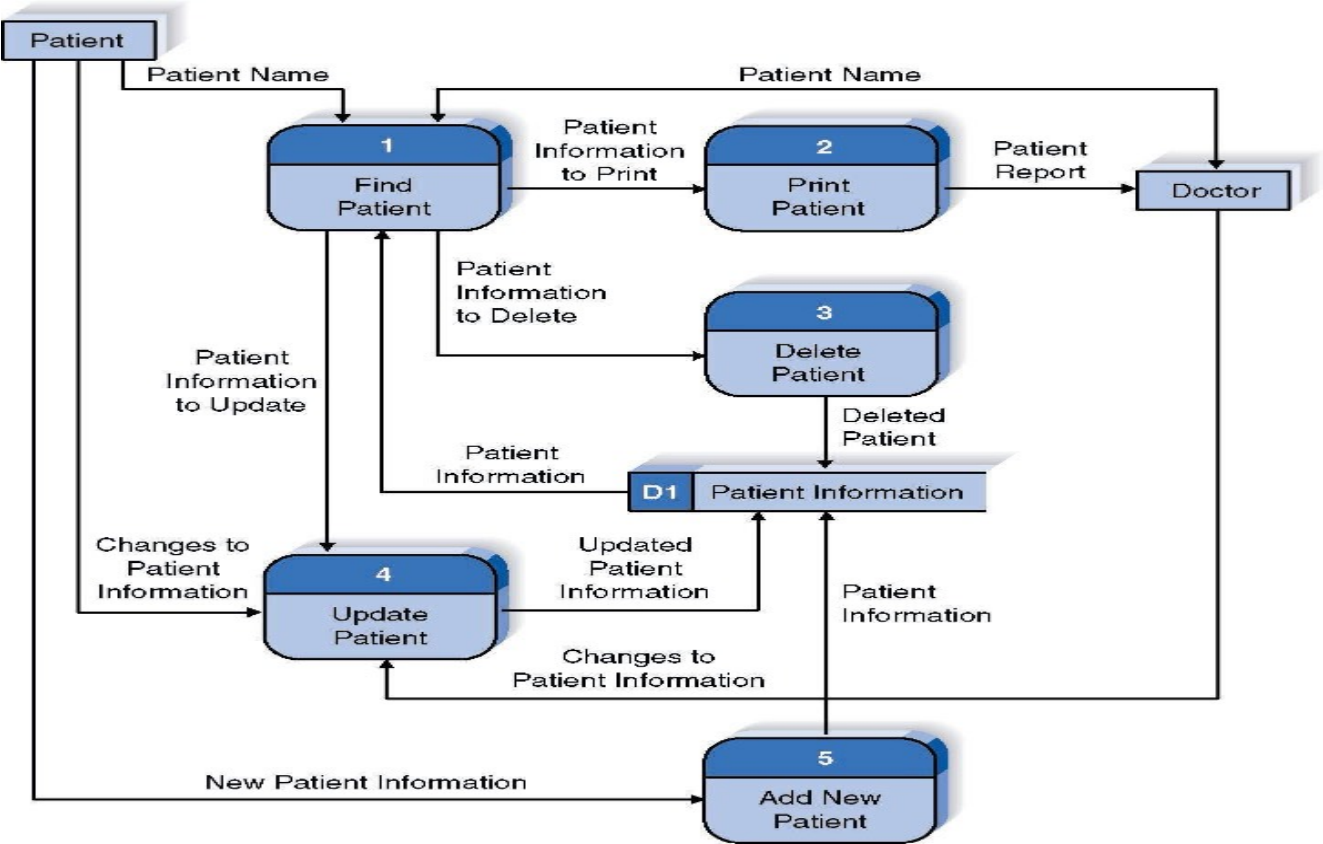 Patient
Patient Name
Patient Name
1
Find
Patient
Patient
Information
to Print
2
Print
Patient
Patient
Report
Doctor
Patient
Information
to Delete
3
Delete
Patient
Patient
Information
to Update
Deleted
Patient
Patient
Information
D1 Patient Information
Changes to
Patient
Information
4
Update
Patient
Updated
Patient
Information
Patient
Information
Changes to
Patient Information
New Patient Information
5
Add New
Patient